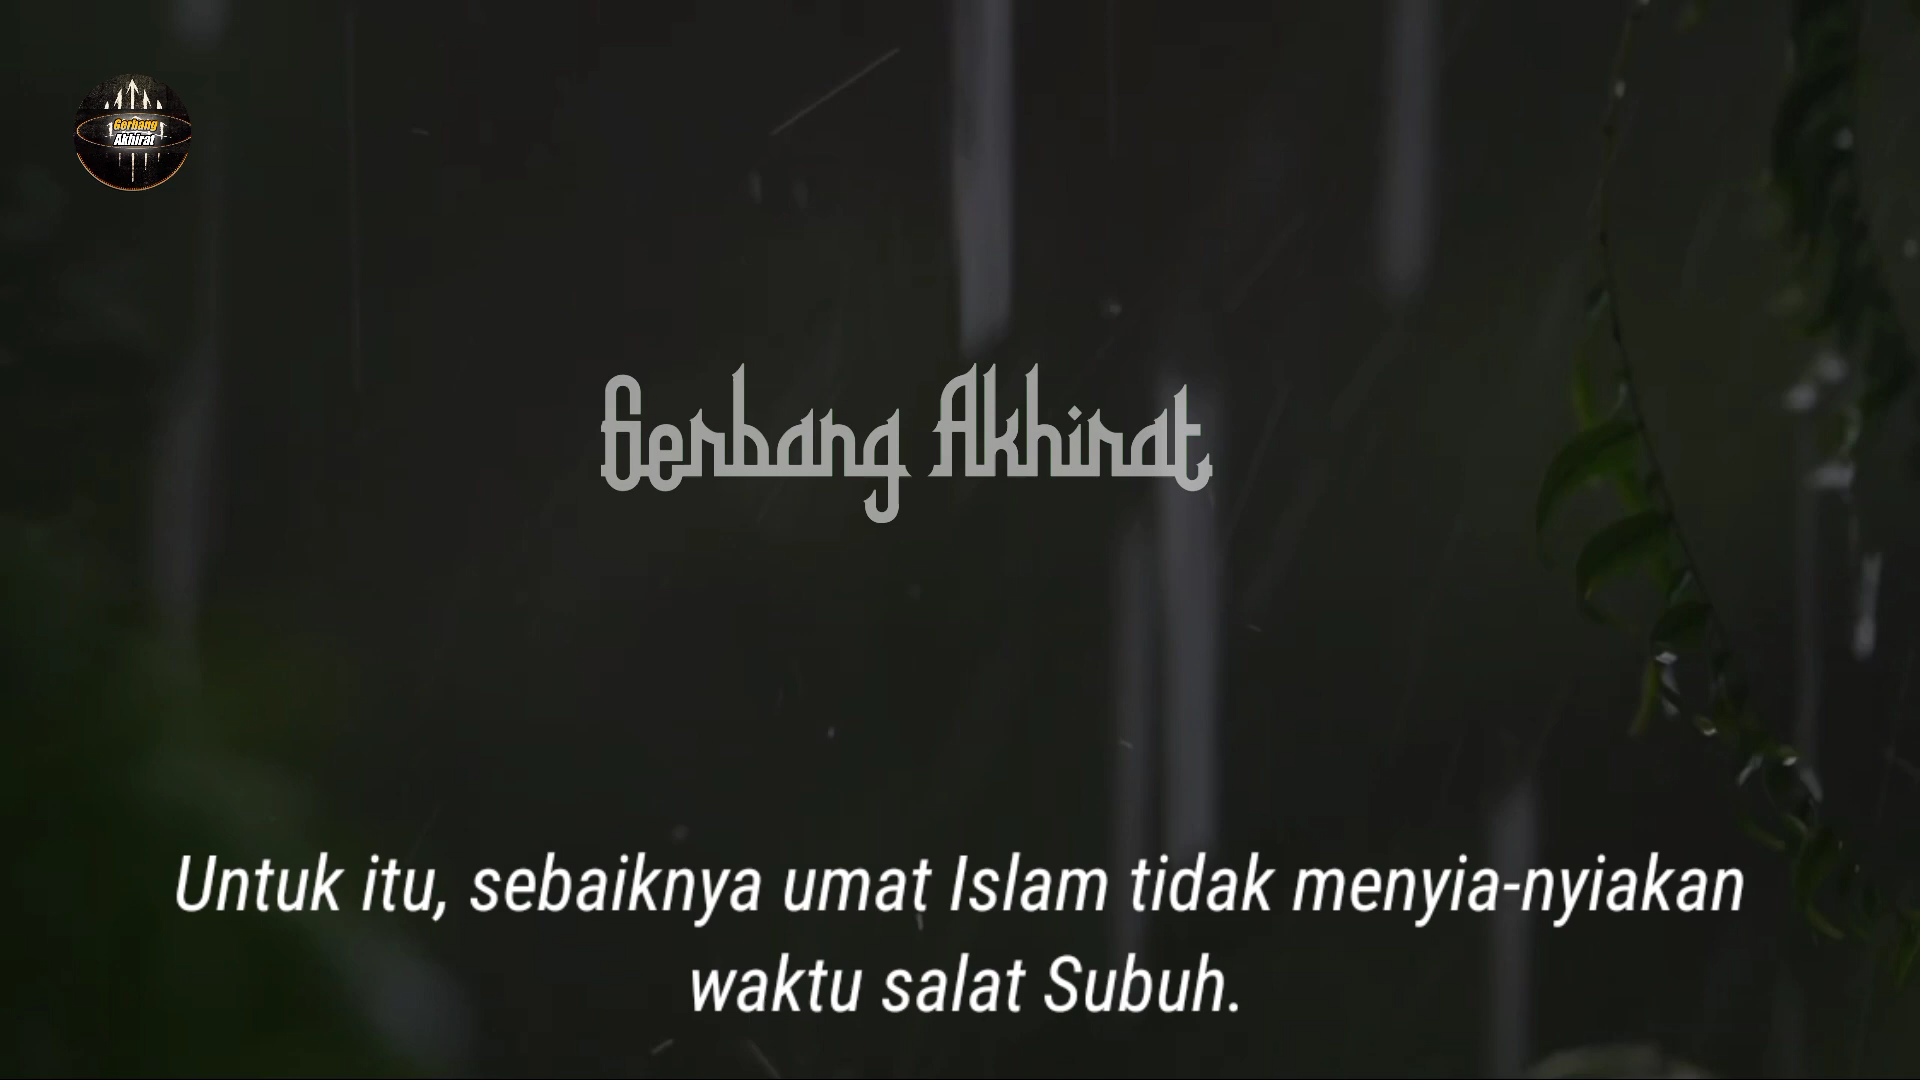 Gerbang
Akhirat
Gerbang Akhirat
Untuk itu, sebaiknya umat Islam tidak menyia-nyiakan
waktu salat Subuh.